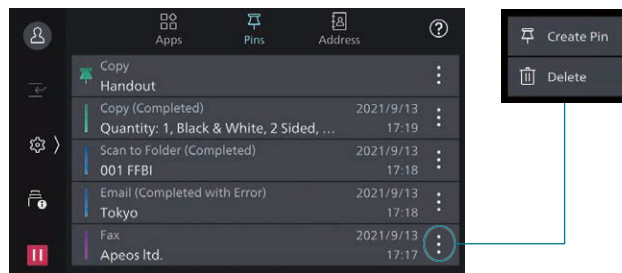 Apps
Pins
Address
?
Copy
Handout
Copy (Completed) 2021/9/13
Quantity: 1, Black & White, 2 Sided, ... 17:19
Scan to Folder (Completed) 2021/9/13
001 FFBI 17:18
Email (Completed with Error) 2021/9/13
Tokyo 17:18
Fax 2021/9/13
Apeos ltd. 17:17
Create Pin
Delete